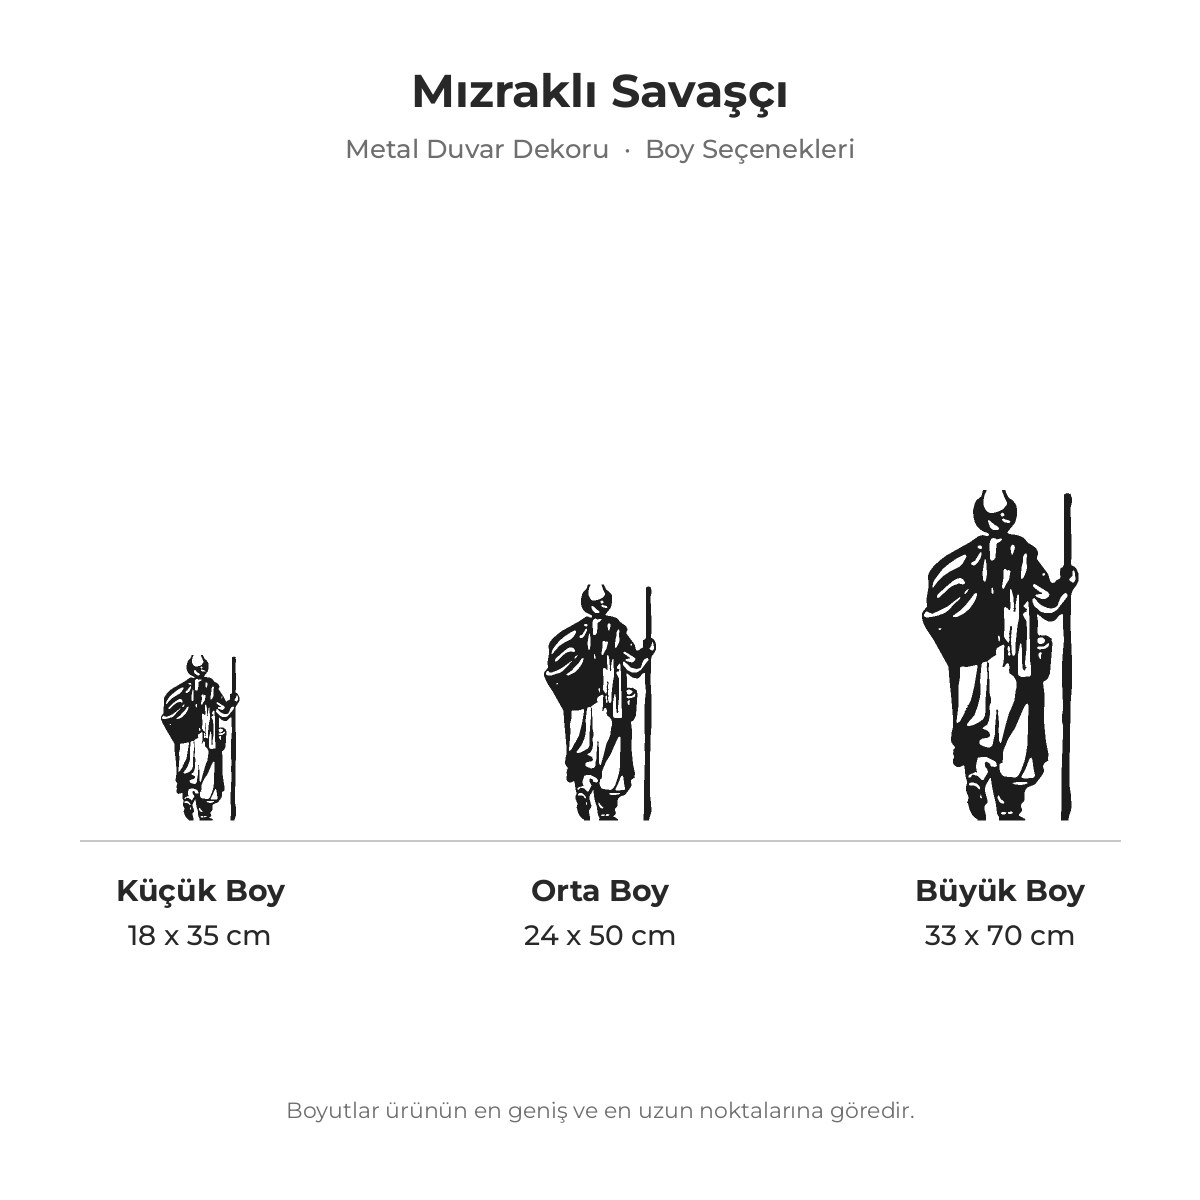 Mızraklı Savaşçı
Metal Duvar Dekoru · Boy Seçenekleri
Küçük Boy
18 x 35 cm
Orta Boy
24 x 50 cm
Büyük Boy
33 x 70 cm
Boyutlar ürünün en geniş ve en uzun noktalarına göredir.